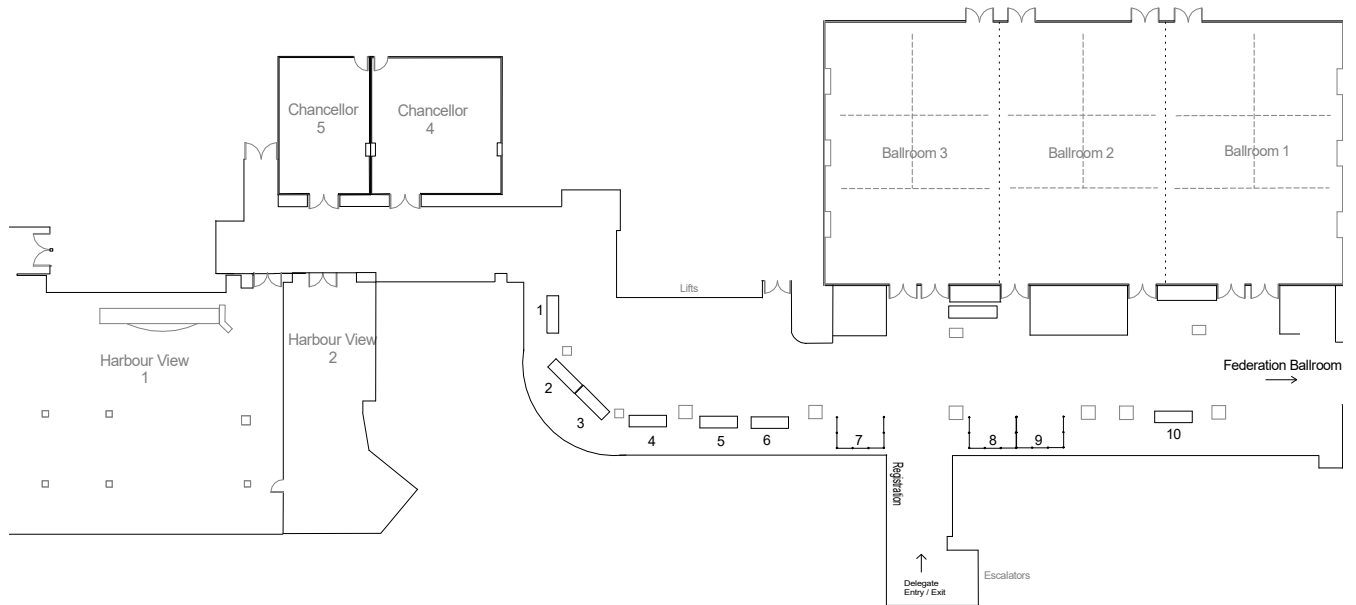 Chancellor
5
Chancellor
4
Ballroom 3
Ballroom 2
Ballroom 1
Lifts
1
Harbour View
1
Harbour View
2
2
3
4
5
6
7
8
9
10
Federation Ballroom
Registration
Delegate
Entry / Exit
Escalators